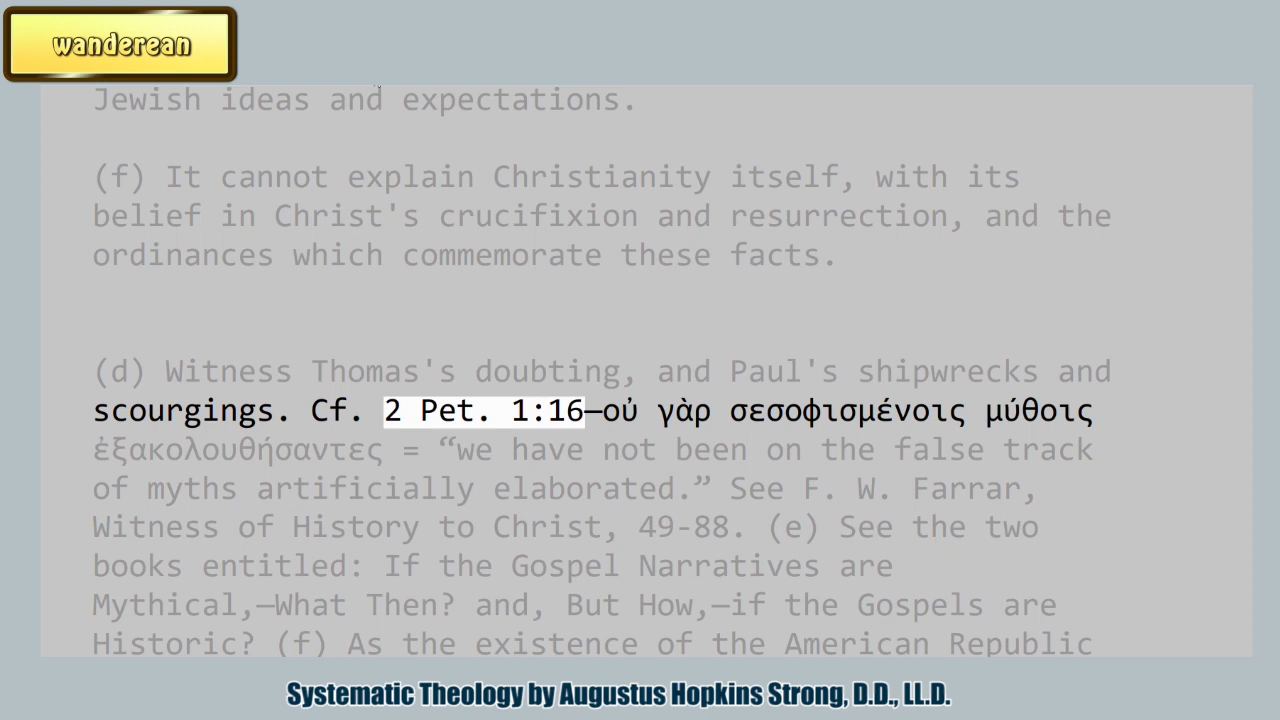 wanderean
Jewish ideas and expectations.
(f) It cannot explain Christianity itself, with its
belief in Christ's crucifixion and resurrection, and the
ordinances which commemorate these facts.
(d) Witness Thomas's doubting, and Paul's shipwrecks and
scourgings. Cf. 2 Pet. 1:16—οὐ γὰρ σεσοφισμένοις μύθοις
ἐξακολουθήσαντες = “we have not been on the false track
of myths artificially elaborated.” See F. W. Farrar,
Witness of History to Christ, 49-88. (e) See the two
books entitled: If the Gospel Narratives are
Mythical,—What Then? and, But How,—if the Gospels are
Historic? (f) As the existence of the American Republic
Systematic Theology by Augustus Hopkins Strong, D.D., LL.D.